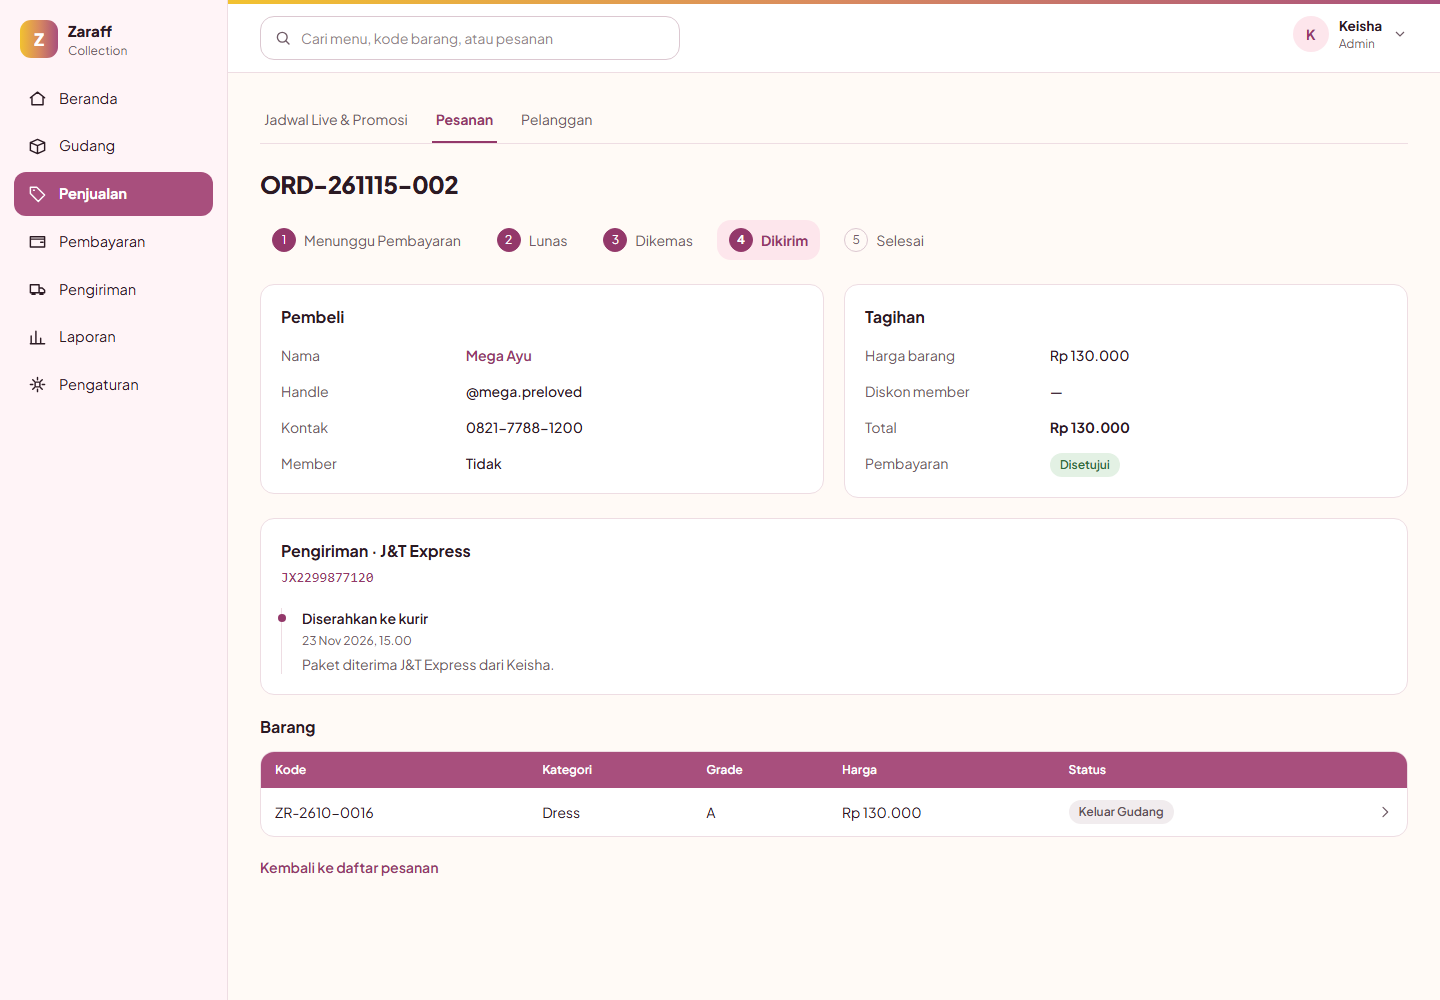 Z
Zaraff
Collection
Cari menu, kode barang, atau pesanan
K
Keisha
Admin
Beranda
Gudang
Penjualan
Pembayaran
Pengiriman
Laporan
Pengaturan
Jadwal Live & Promosi
Pesanan
Pelanggan
ORD-261115-002
1 Menunggu Pembayaran
2 Lunas
3 Dikemas
4 Dikirim
5 Selesai
Pembeli
Nama Mega Ayu
Handle @mega.preloved
Kontak 0821-7788-1200
Member Tidak
Tagihan
Harga barang Rp 130.000
Diskon member —
Total Rp 130.000
Pembayaran Disetujui
Pengiriman · J&T Express
JX2299877120
Diserahkan ke kurir
23 Nov 2026, 15.00
Paket diterima J&T Express dari Keisha.
Barang
Kode Kategori Grade Harga Status
ZR-2610-0016 Dress A Rp 130.000 Keluar Gudang
Kembali ke daftar pesanan